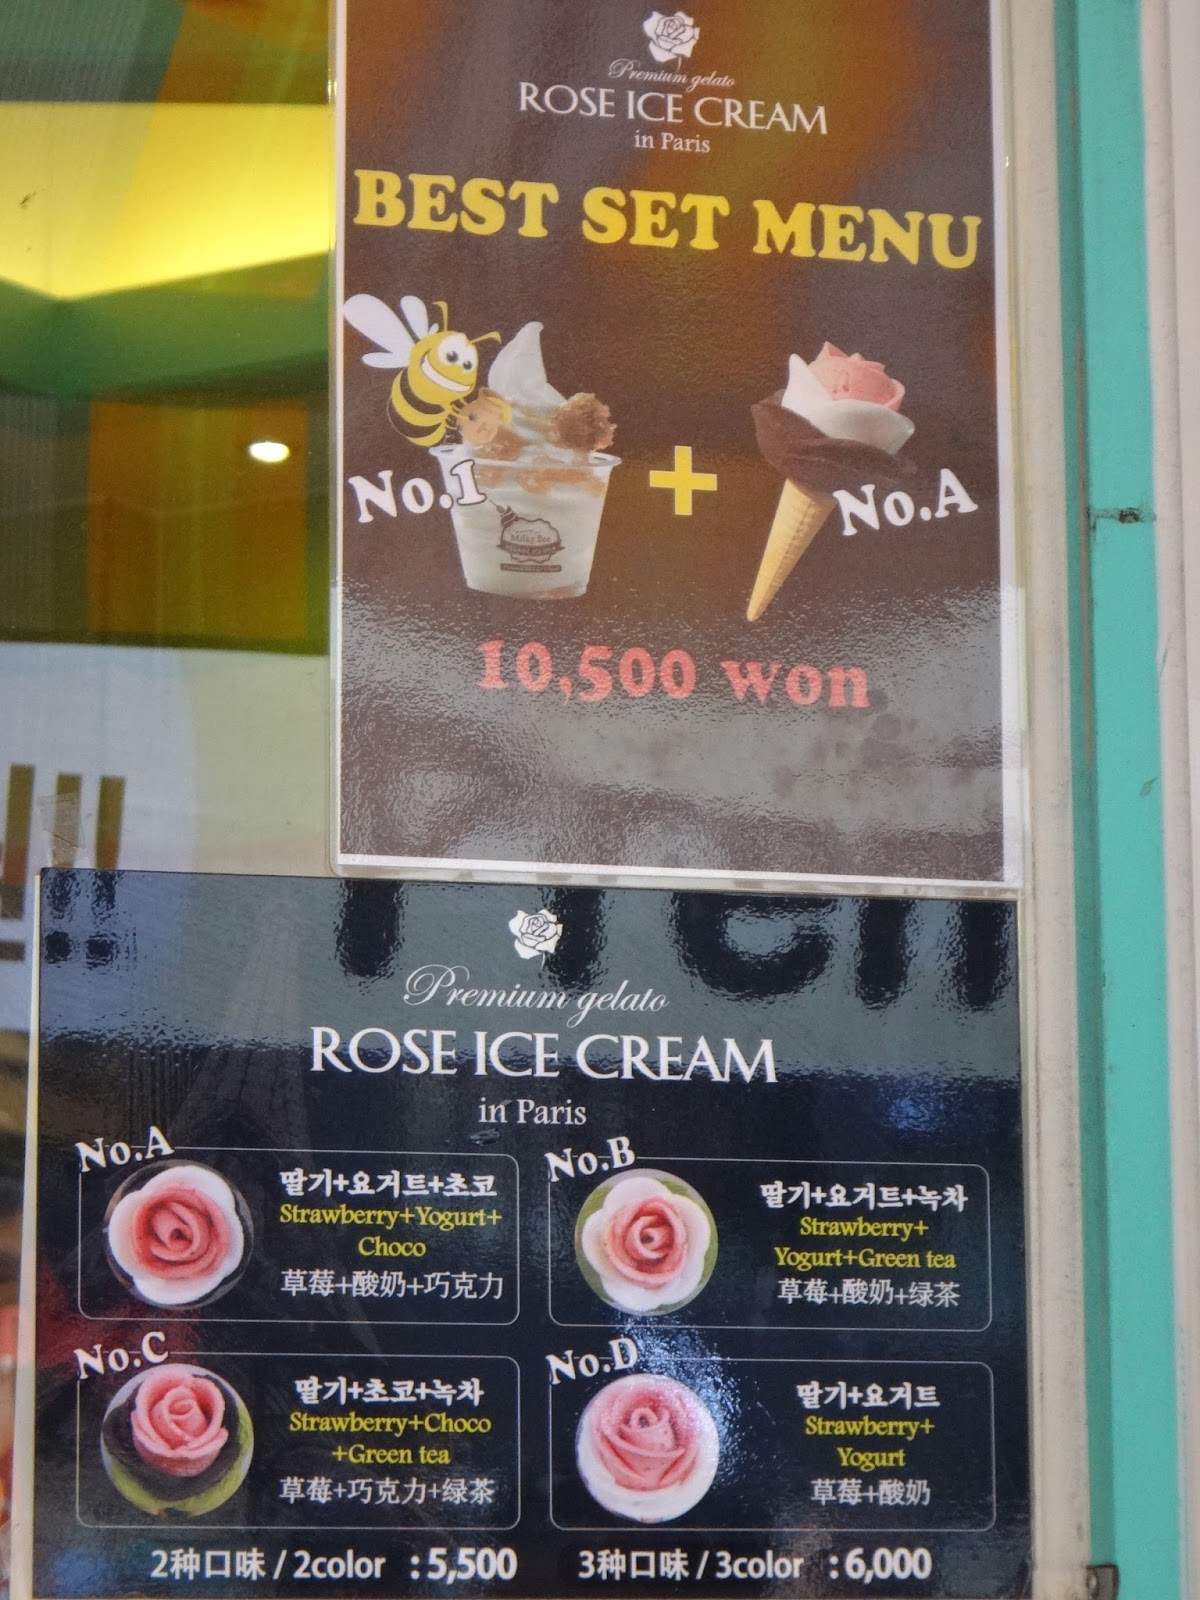 Premium gelato
ROSE ICE CREAM
in Paris
BEST SET MENU
No.1
+
No.A
Milky Bee
10,500 won
Premium gelato
ROSE ICE CREAM
in Paris
No.A
딸기+요거트+초코
Strawberry+Yogurt+
Choco
草莓+酸奶+巧克力
No.B
딸기+요거트+녹차
Strawberry+
Yogurt+Green tea
草莓+酸奶+绿茶
No.C
딸기+초코+녹차
Strawberry+Choco
+Green tea
草莓+巧克力+绿茶
No.D
딸기+요거트
Strawberry+
Yogurt
草莓+酸奶
2种口味 / 2color : 5,500
3种口味 / 3color : 6,000